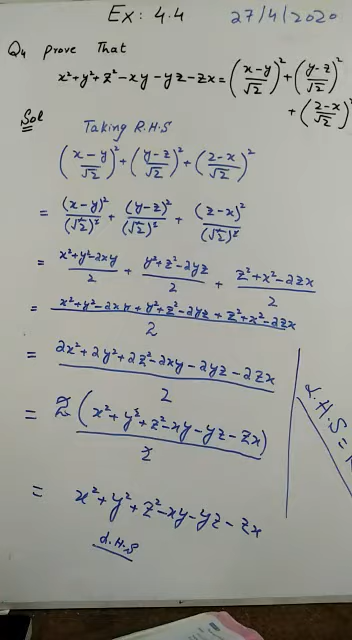 Ex: 4.4 27/4/2020
Q4 prove That
x²+y²+z²-xy-yz-zx = (x-y/√2)² + (y-z/√2)²
+ (z-x/√2)²
Sol
Taking R.H.S
(x-y/√2)² + (y-z/√2)² + (z-x/√2)²
= (x-y)²/(√2)² + (y-z)²/(√2)² + (z-x)²/(√2)²
= x²+y²-2xy/2 + y²+z²-2yz/2 + z²+x²-2zx/2
= x²+y²-2xy+y²+z²-2yz+z²+x²-2zx/2
= 2x²+2y²+2z²-2xy-2yz-2zx/2
= 2(x²+y²+z²-xy-yz-zx)/2
= x²+y²+z²-xy-yz-zx
L.H.S
L.H.S =